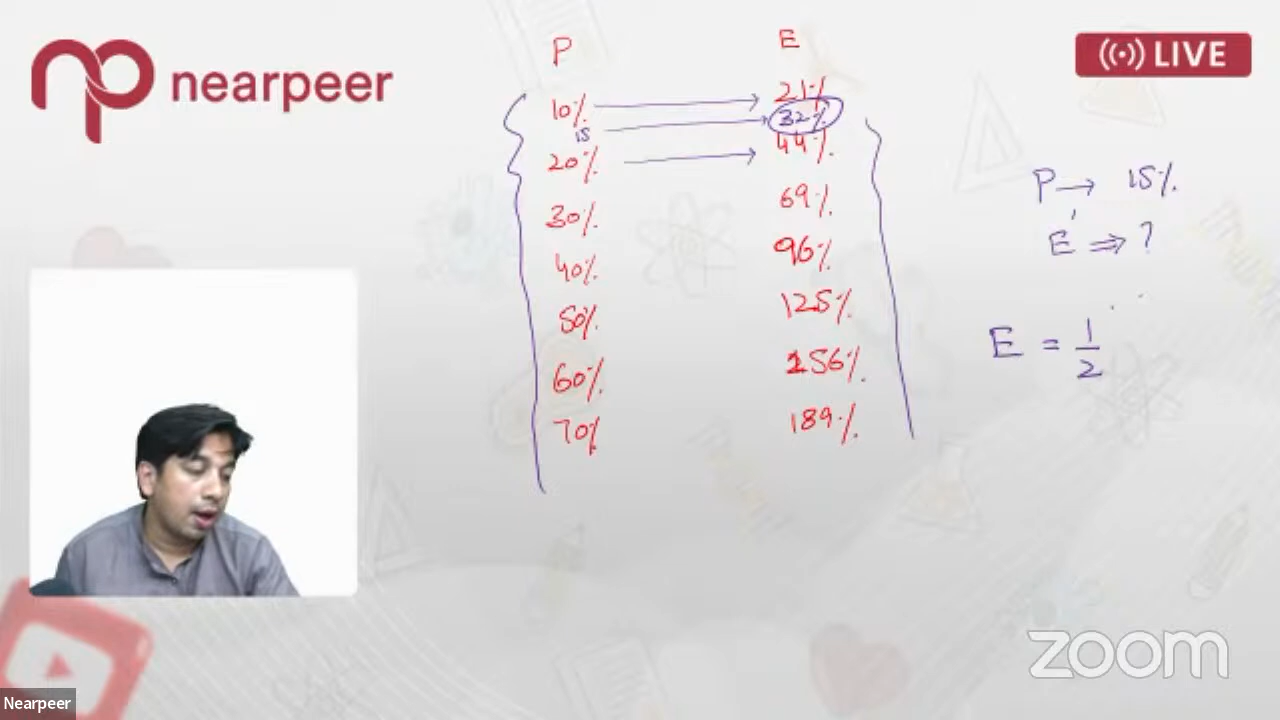 nearpeer
LIVE
P E
10% → 21%
15 → 32%
20% → 44%
30% 69%
40% 96%
50% 125%
60% 156%
70% 189%
P → 15%
E ⇒ ?
E = 1/2
zoom
Nearpeer